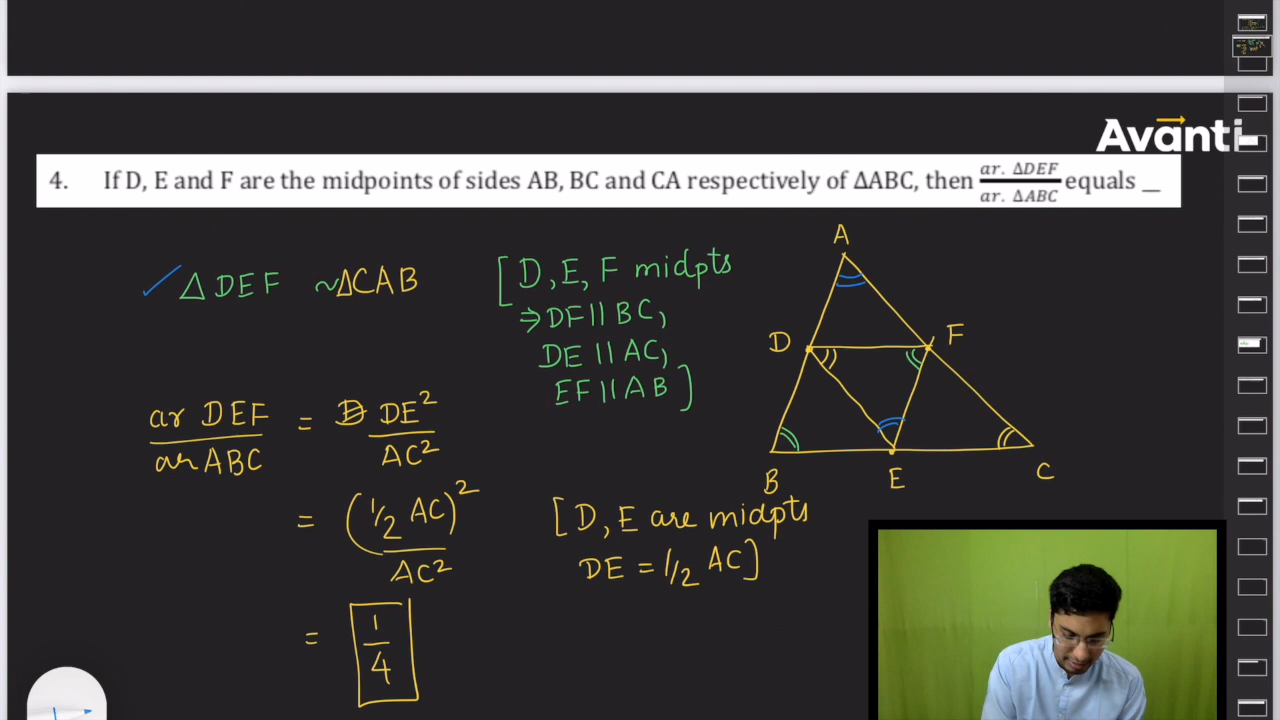 Avanti
4. If D, E and F are the midpoints of sides AB, BC and CA respectively of ΔABC, then ar. ΔDEF / ar. ΔABC equals _
Δ DEF ~ΔCAB
[D, E, F midpts
⇒ DF || BC,
DE || AC,
EF || AB]
ar DEF / ar ABC = DE² / AC²
= (1/2 AC)² / AC²
[D, E are midpts
DE = 1/2 AC]
= 1/4
A
D
F
B
E
C